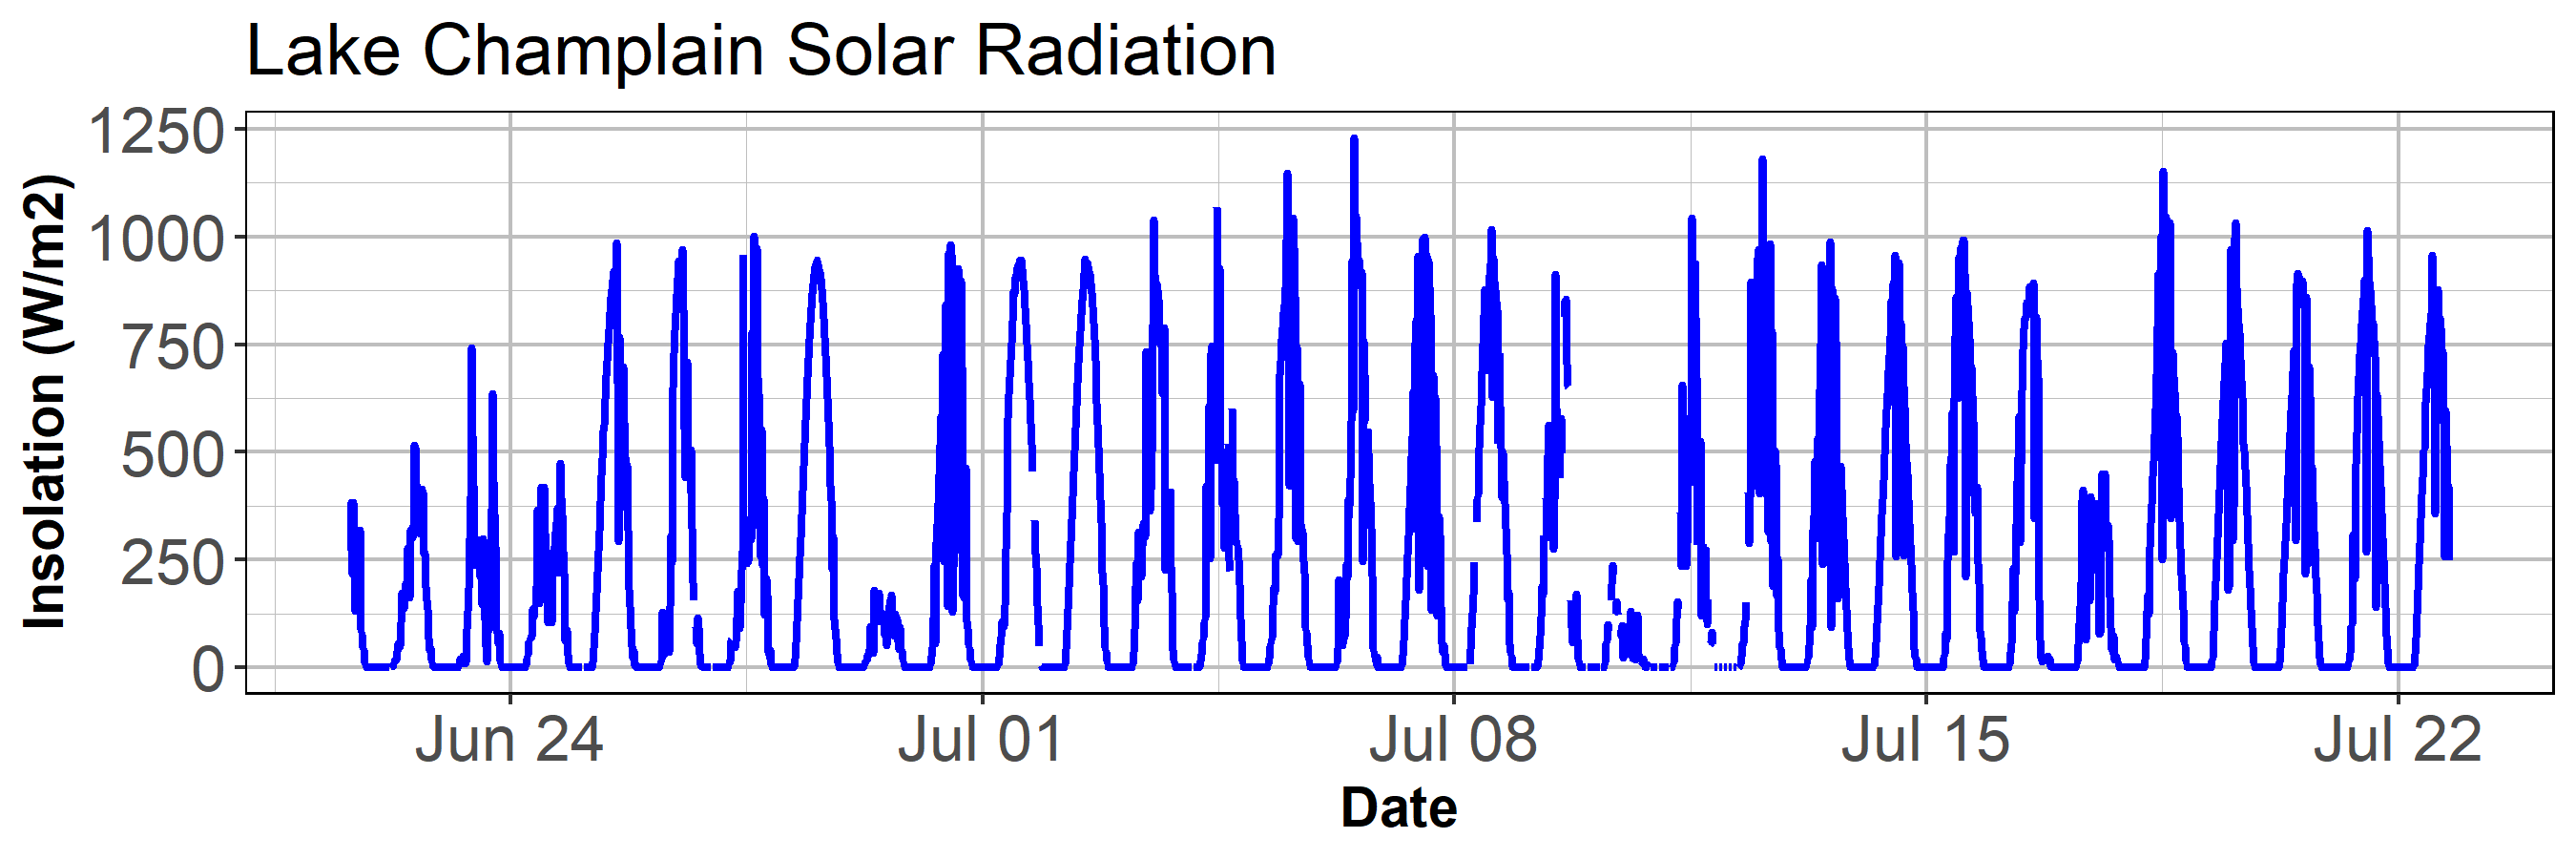 Lake Champlain Solar Radiation
Insolation (W/m2)
1250
1000
750
500
250
0
Jun 24
Jul 01
Jul 08
Jul 15
Jul 22
Date